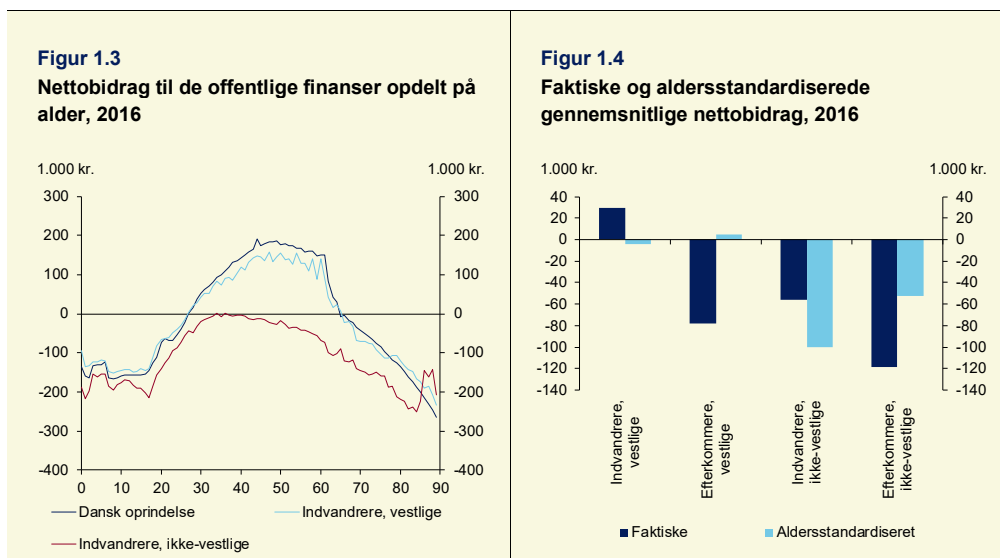 Figur 1.3
Nettobidrag til de offentlige finanser opdelt på
alder, 2016
1.000 kr. 1.000 kr.
300 300
200 200
100 100
0 0
-100 -100
-200 -200
-300 -300
-400 -400
0 10 20 30 40 50 60 70 80 90
Dansk oprindelse Indvandrere, vestlige
Indvandrere, ikke-vestlige
Figur 1.4
Faktiske og aldersstandardiserede
gennemsnitlige nettobidrag, 2016
1.000 kr. 1.000 kr.
40 40
20 20
0 0
-20 -20
-40 -40
-60 -60
-80 -80
-100 -100
-120 -120
-140 -140
Indvandrere,
vestlige
Efterkommere,
vestlige
Indvandrere,
ikke-vestlige
Efterkommere,
ikke-vestlige
Faktiske Aldersstandardiseret